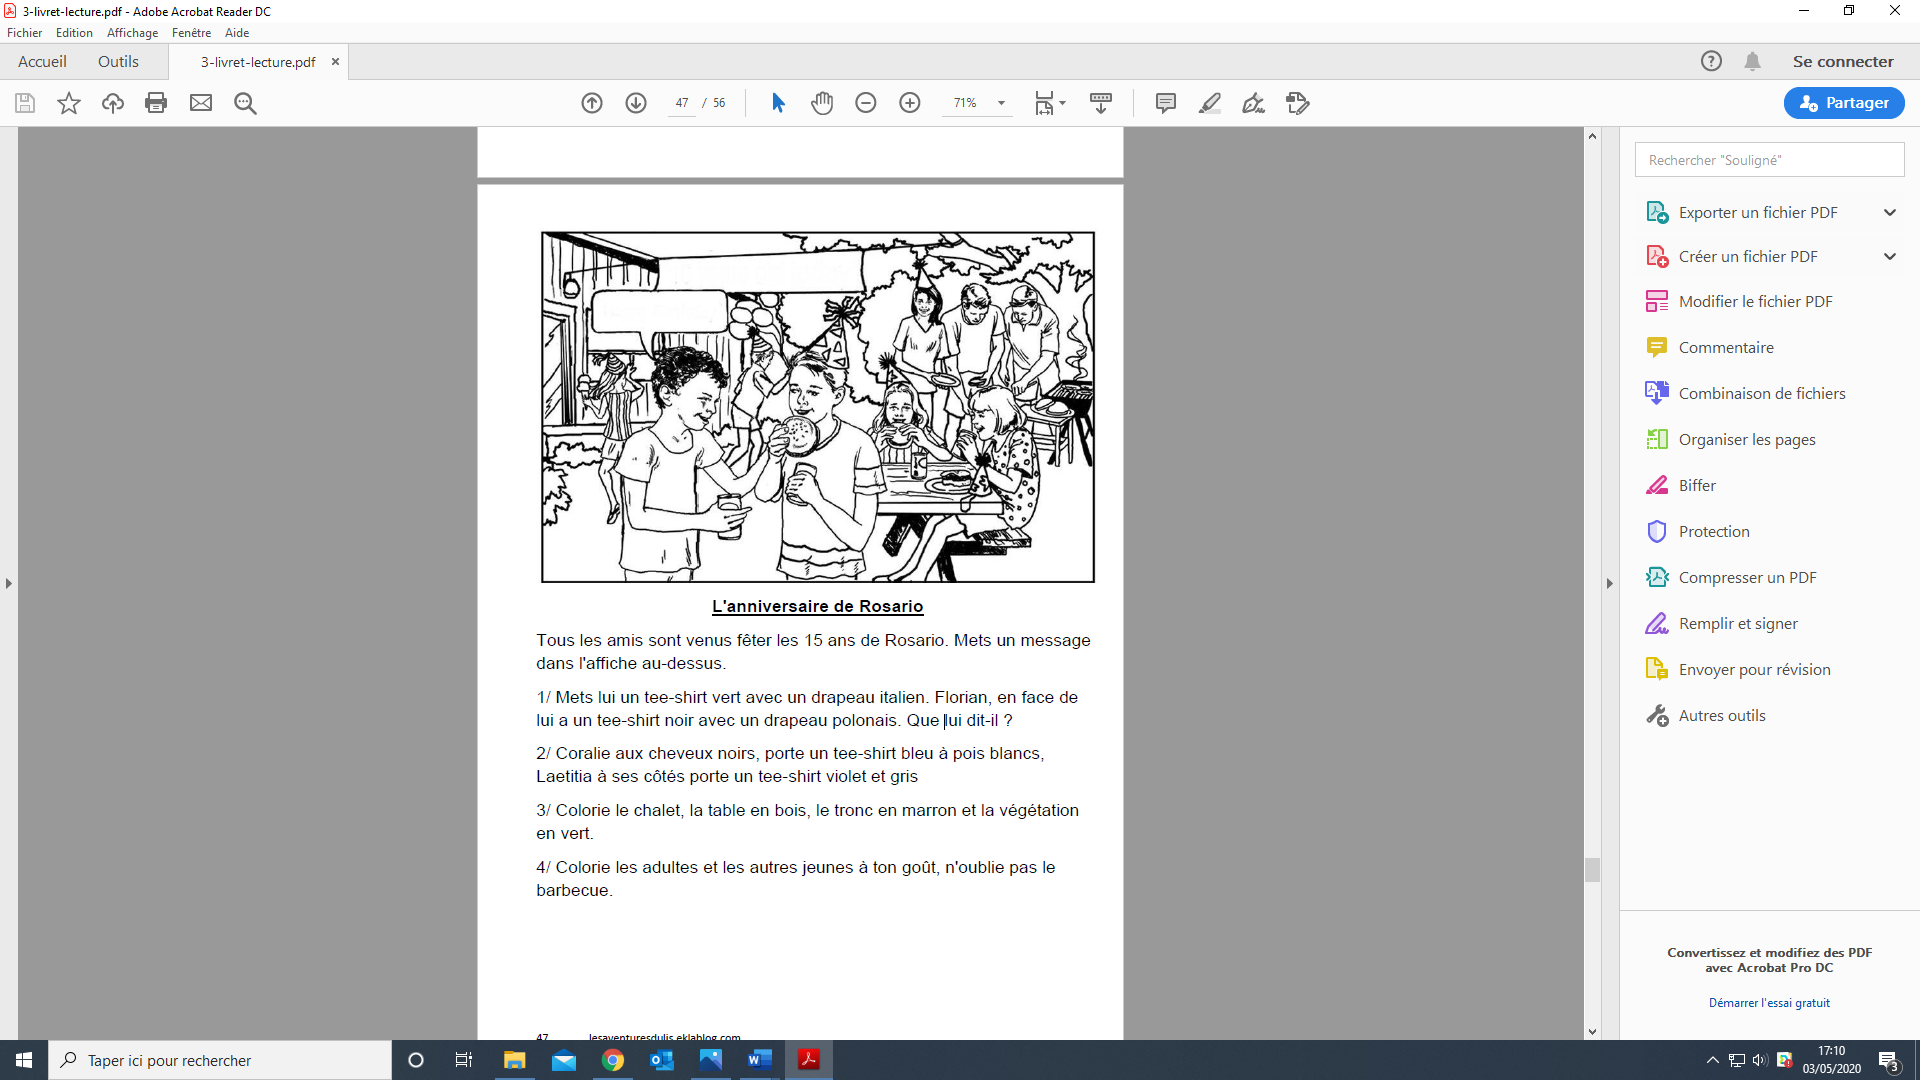 3-livret-lecture.pdf - Adobe Acrobat Reader DC
Fichier Edition Affichage Fenêtre Aide
Accueil Outils 3-livret-lecture.pdf × Se connecter
47 / 56 71% Partager
Rechercher "Souligné"
Exporter un fichier PDF
Créer un fichier PDF
Modifier le fichier PDF
Commentaire
Combinaison de fichiers
Organiser les pages
Biffer
Protection
Compresser un PDF
Remplir et signer
Envoyer pour révision
Autres outils
Convertissez et modifiez des PDF
avec Acrobat Pro DC
Démarrer l'essai gratuit
L'anniversaire de Rosario
Tous les amis sont venus fêter les 15 ans de Rosario. Mets un message
dans l'affiche au-dessus.
1/ Mets lui un tee-shirt vert avec un drapeau italien. Florian, en face de
lui a un tee-shirt noir avec un drapeau polonais. Que lui dit-il ?
2/ Coralie aux cheveux noirs, porte un tee-shirt bleu à pois blancs,
Laetitia à ses côtés porte un tee-shirt violet et gris
3/ Colorie le chalet, la table en bois, le tronc en marron et la végétation
en vert.
4/ Colorie les adultes et les autres jeunes à ton goût, n'oublie pas le
barbecue.
47 lesaventuresdulis.eklablog.com
Taper ici pour rechercher
17:10
03/05/2020
3